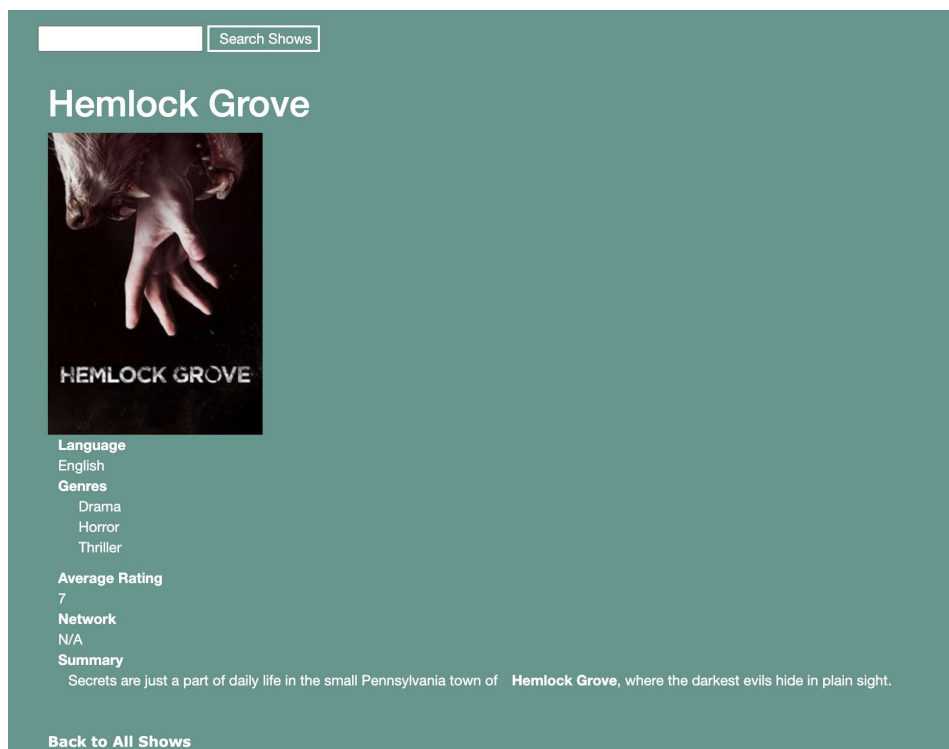 Search Shows
Hemlock Grove
HEMLOCK GROVE
Language
English
Genres
Drama
Horror
Thriller
Average Rating
7
Network
N/A
Summary
Secrets are just a part of daily life in the small Pennsylvania town of Hemlock Grove, where the darkest evils hide in plain sight.
Back to All Shows